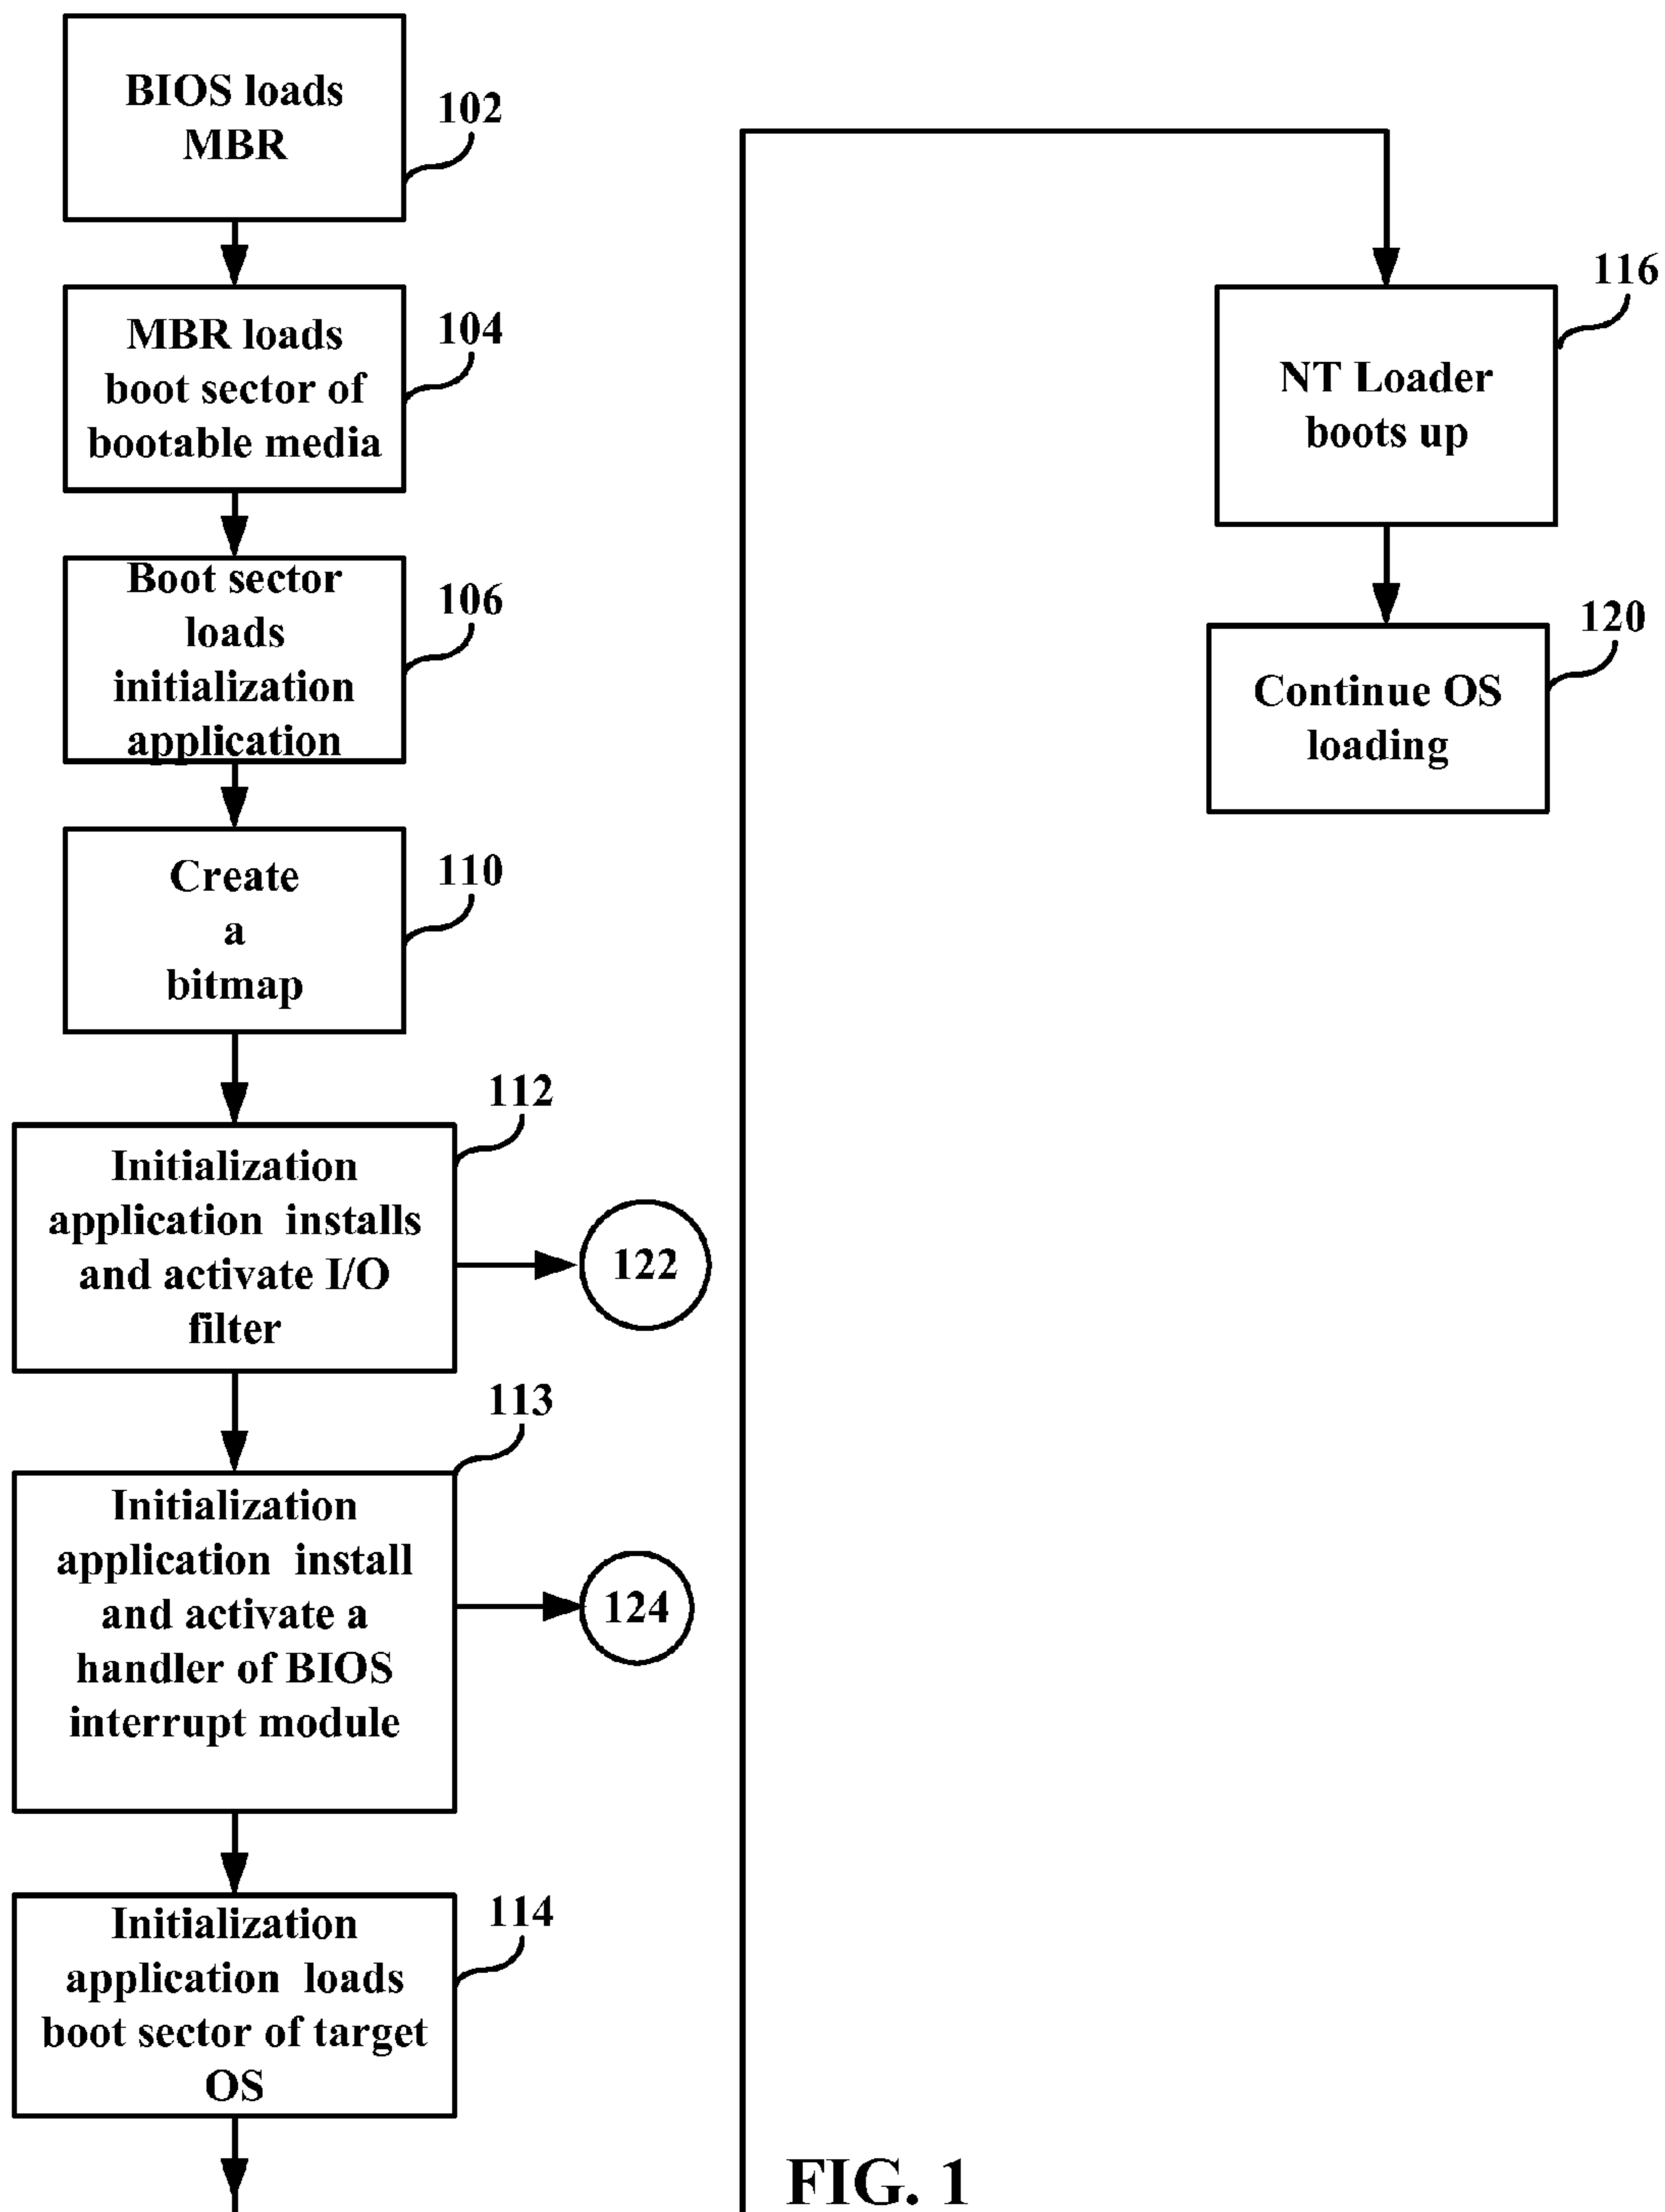 BIOS loads
MBR
102
MBR loads
boot sector of
bootable media
104
Boot sector
loads
initialization
application
106
Create
a
bitmap
110
Initialization
application installs
and activate I/O
filter
112
122
Initialization
application install
and activate a
handler of BIOS
interrupt module
113
124
Initialization
application loads
boot sector of target
OS
114
NT Loader
boots up
116
Continue OS
loading
120
FIG. 1